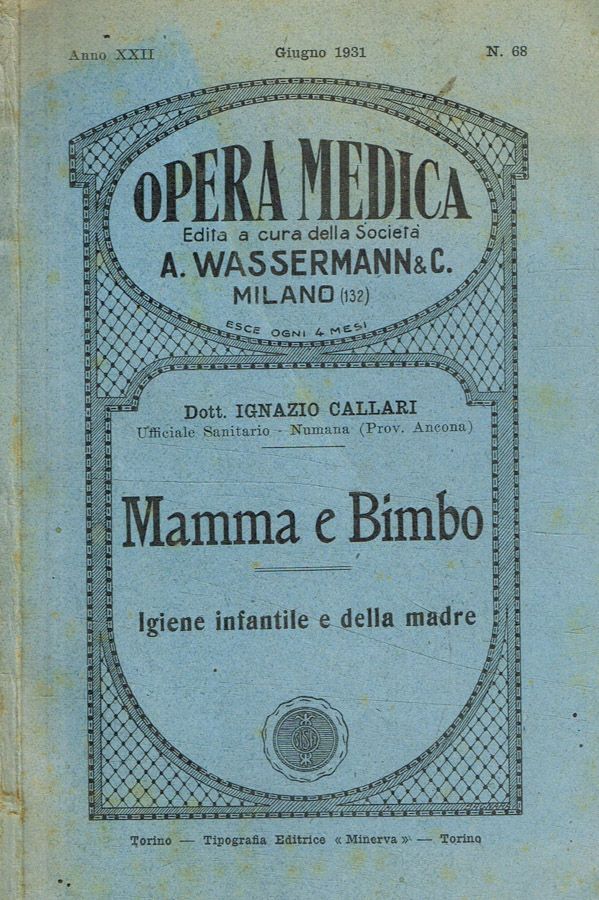 Anno XXII Giugno 1931 N. 68
OPERA MEDICA
Edita a cura della Società
A. WASSERMANN & C.
MILANO (132)
ESCE OGNI 4 MESI
Dott. IGNAZIO CALLARI
Ufficiale Sanitario - Numana (Prov. Ancona)
Mamma e Bimbo
Igiene infantile e della madre
Torino — Tipografia Editrice « Minerva » — Torino